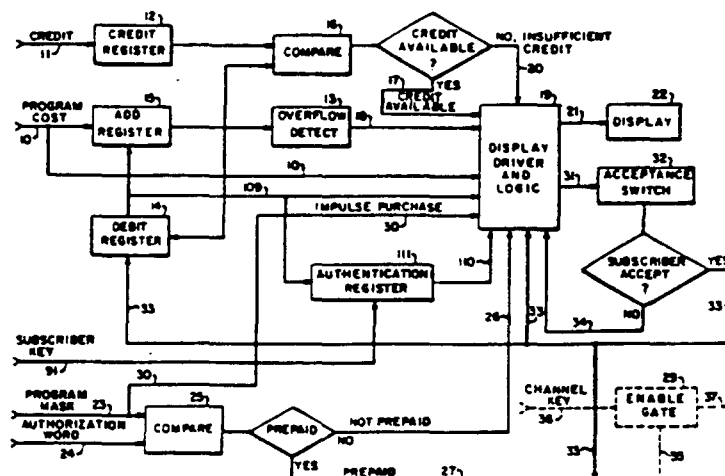 CREDIT
11
12
CREDIT
REGISTER
16
COMPARE
CREDIT
AVAILABLE
?
NO, INSUFFICIENT
CREDIT
20
YES
17
CREDIT
AVAILABLE
PROGRAM
COST
10
15
ADD
REGISTER
13
OVERFLOW
DETECT
18
19
DISPLAY
DRIVER
AND
LOGIC
21
22
DISPLAY
31
32
ACCEPTANCE
SWITCH
10
109
IMPULSE PURCHASE
30
14
DEBIT
REGISTER
111
AUTHENTICATION
REGISTER
110
SUBSCRIBER
ACCEPT
?
YES
33
NO
34
33
26
33
SUBSCRIBER
KEY
91
30
PROGRAM
MASK
23
AUTHORIZATION
WORD
24
25
COMPARE
PREPAID
?
NOT PREPAID
NO
YES
PREPAID
27
CHANNEL
KEY
36
29
ENABLE
GATE
37
33
35